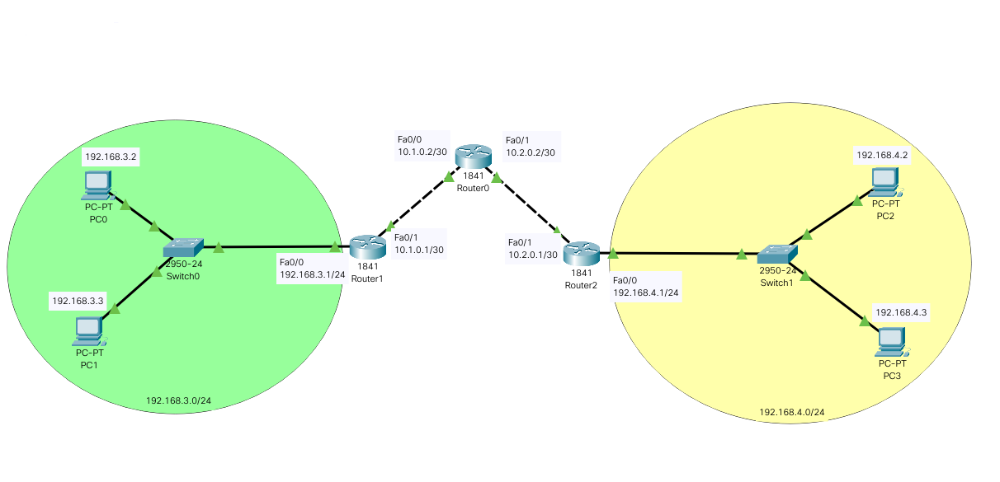 192.168.3.2
PC-PT
PC0
192.168.3.3
PC-PT
PC1
2950-24
Switch0
192.168.3.0/24
Fa0/0
192.168.3.1/24
1841
Router1
Fa0/1
10.1.0.1/30
Fa0/0
10.1.0.2/30
1841
Router0
Fa0/1
10.2.0.2/30
Fa0/1
10.2.0.1/30
1841
Router2
Fa0/0
192.168.4.1/24
2950-24
Switch1
192.168.4.2
PC-PT
PC2
192.168.4.3
PC-PT
PC3
192.168.4.0/24